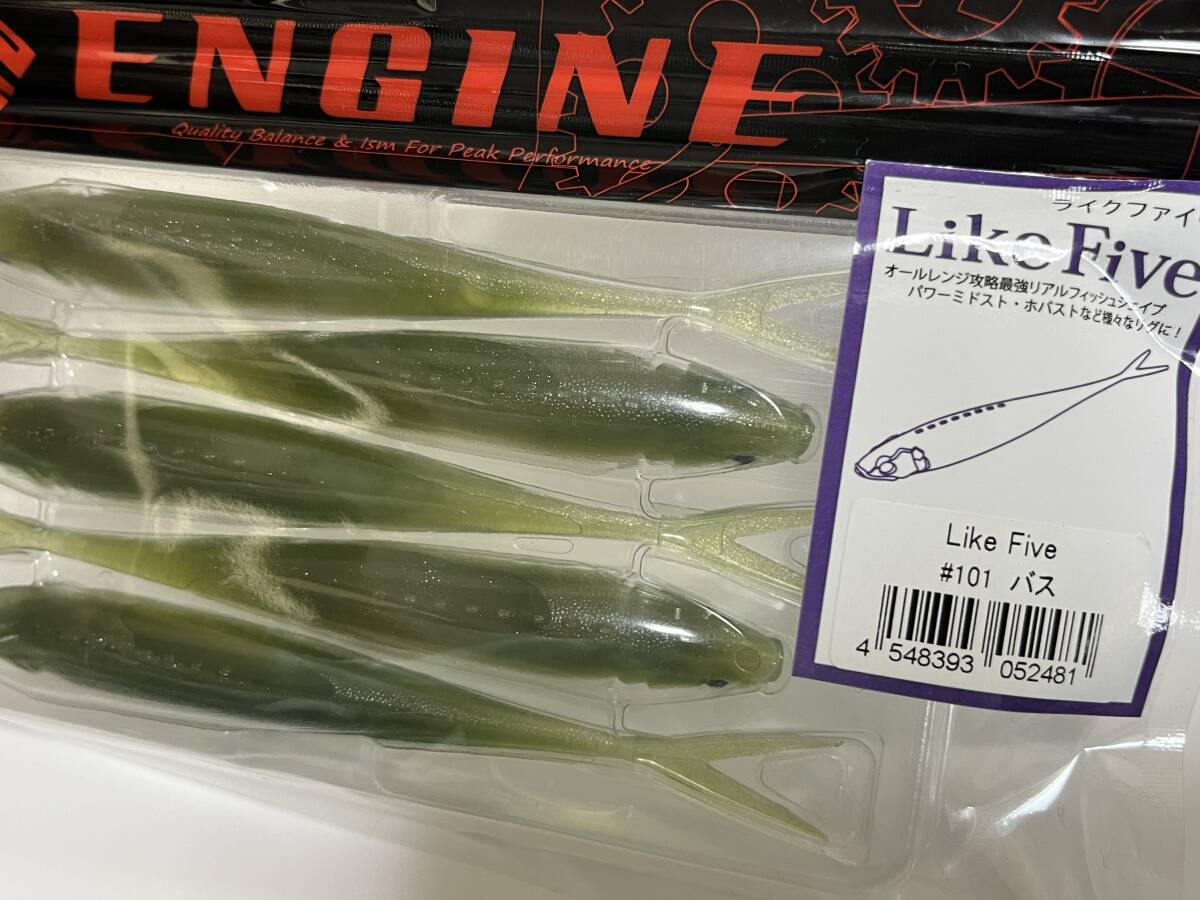 ENGINE
Quality Balance & Ism For Peak Performance
ライクファイ
Like Five
オールレンジ攻略最強リアルフィッシュシェイプ
パワーミドスト・ホバストなど様々なリグに！
Like Five
#101 バス
4 548393 052481